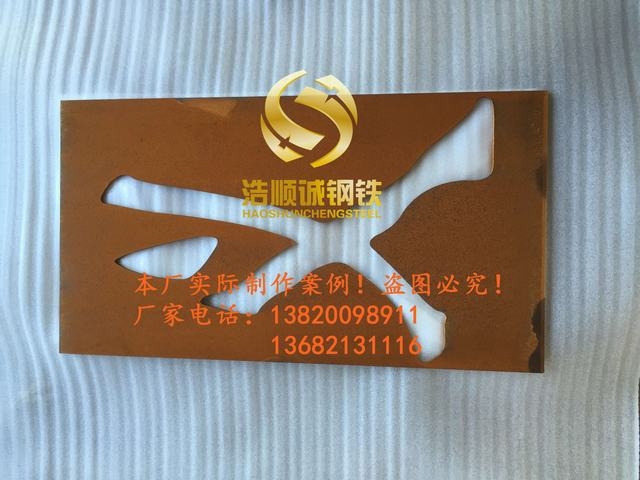 浩顺诚钢铁
HAOSHUNCHENGSTEEL
本厂实际制作案例！盗图必究！
厂家电话：13820098911
13682131116